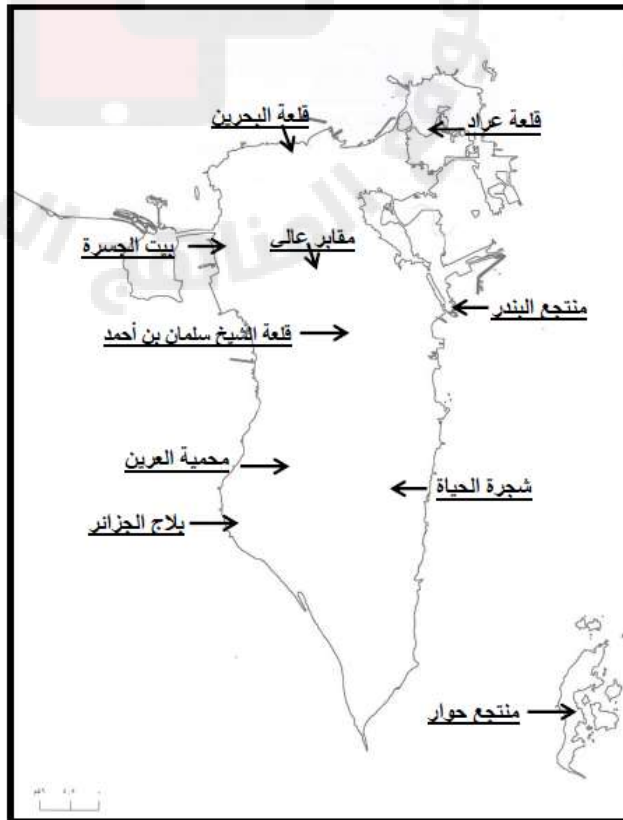 قلعة البحرين
قلعة عراد
بيت الجسرة
مقابر عالي
منتجع البندر
قلعة الشيخ سلمان بن أحمد
محمية العرين
شجرة الحياة
بلاج الجزائر
منتجع حوار